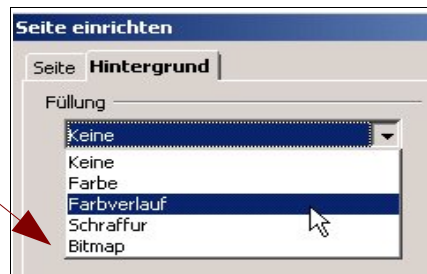 Seite einrichten
Seite Hintergrund
Füllung
Keine
Keine
Farbe
Farbverlauf
Schraffur
Bitmap